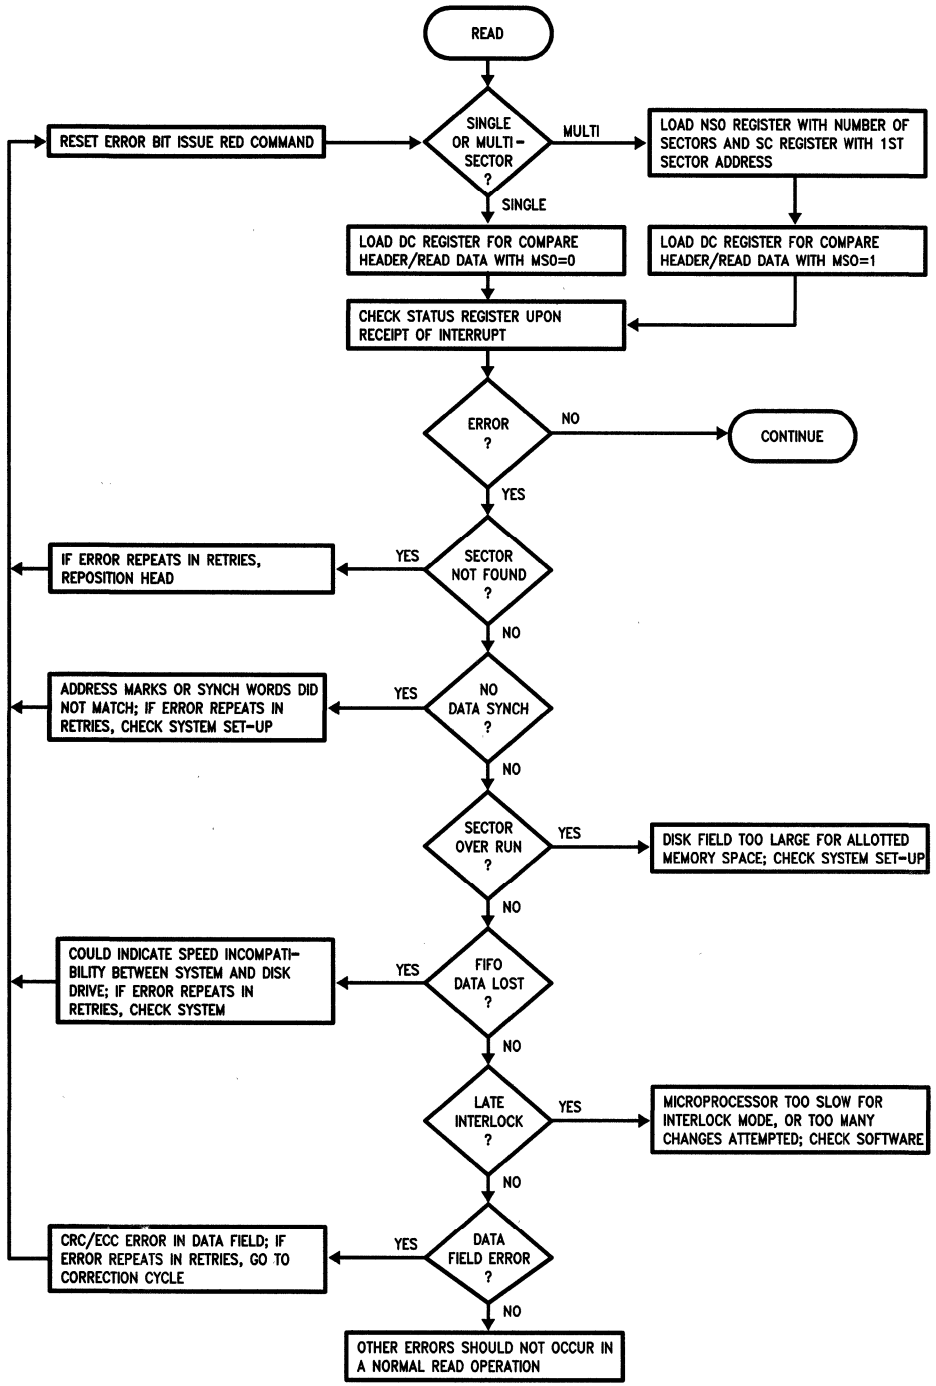 READ
SINGLE
OR MULTI-
SECTOR
?
MULTI
SINGLE
RESET ERROR BIT ISSUE RED COMMAND
LOAD NSO REGISTER WITH NUMBER OF
SECTORS AND SC REGISTER WITH 1ST
SECTOR ADDRESS
LOAD DC REGISTER FOR COMPARE
HEADER/READ DATA WITH MSO=0
LOAD DC REGISTER FOR COMPARE
HEADER/READ DATA WITH MSO=1
CHECK STATUS REGISTER UPON
RECEIPT OF INTERRUPT
ERROR
?
NO
CONTINUE
YES
SECTOR
NOT FOUND
?
YES
IF ERROR REPEATS IN RETRIES,
REPOSITION HEAD
NO
NO
DATA SYNCH
?
YES
ADDRESS MARKS OR SYNCH WORDS DID
NOT MATCH; IF ERROR REPEATS IN
RETRIES, CHECK SYSTEM SET-UP
NO
SECTOR
OVER RUN
?
YES
DISK FIELD TOO LARGE FOR ALLOTTED
MEMORY SPACE; CHECK SYSTEM SET-UP
NO
FIFO
DATA LOST
?
YES
COULD INDICATE SPEED INCOMPATI-
BILITY BETWEEN SYSTEM AND DISK
DRIVE; IF ERROR REPEATS IN
RETRIES, CHECK SYSTEM
NO
LATE
INTERLOCK
?
YES
MICROPROCESSOR TOO SLOW FOR
INTERLOCK MODE, OR TOO MANY
CHANGES ATTEMPTED; CHECK SOFTWARE
NO
DATA
FIELD ERROR
?
YES
CRC/ECC ERROR IN DATA FIELD; IF
ERROR REPEATS IN RETRIES, GO TO
CORRECTION CYCLE
NO
OTHER ERRORS SHOULD NOT OCCUR IN
A NORMAL READ OPERATION